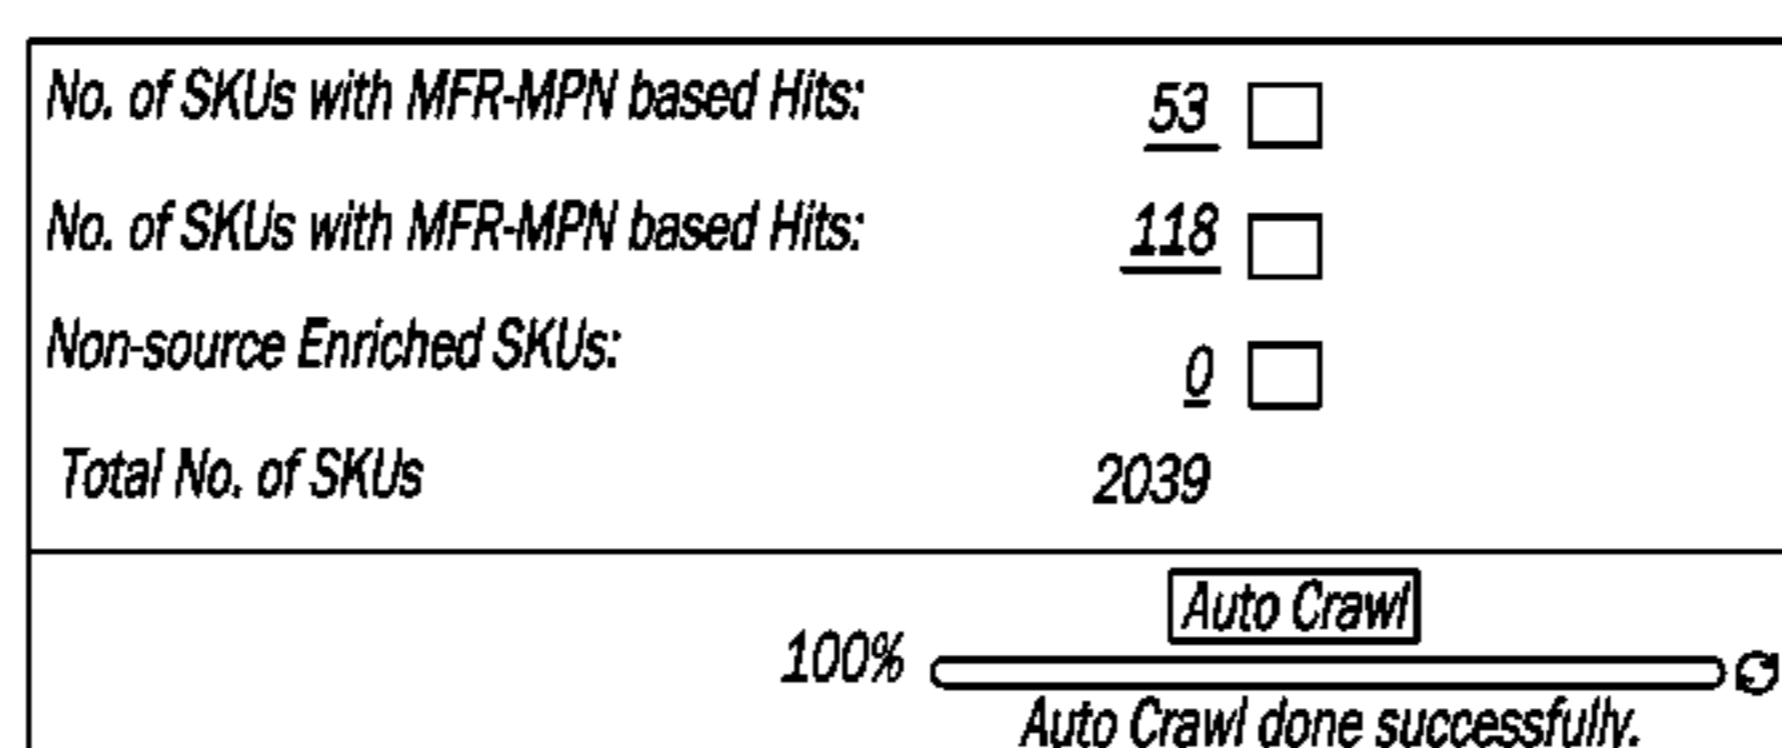 No. of SKUs with MFR-MPN based Hits: 53
No. of SKUs with MFR-MPN based Hits: 118
Non-source Enriched SKUs: 0
Total No. of SKUs 2039
Auto Crawl
100%
Auto Crawl done successfully.